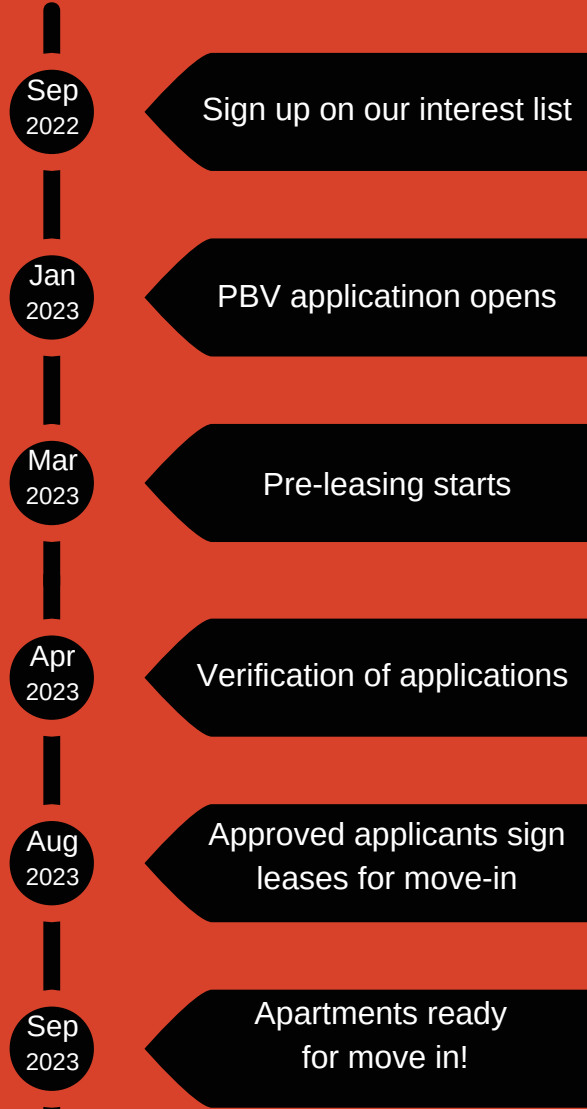 Sep
2022
Sign up on our interest list
Jan
2023
PBV applicatinon opens
Mar
2023
Pre-leasing starts
Apr
2023
Verification of applications
Aug
2023
Approved applicants sign
leases for move-in
Sep
2023
Apartments ready
for move in!